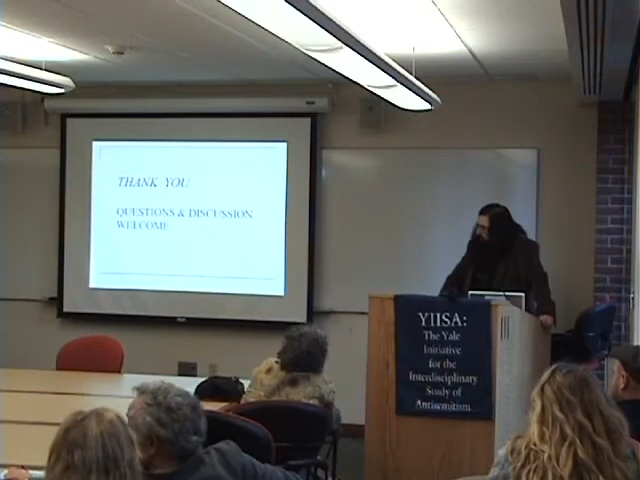 THANK YOU
QUESTIONS & DISCUSSION
WELCOME
YIISA:
The Yale
Initiative
for the
Interdisciplinary
Study of
Antisemitism